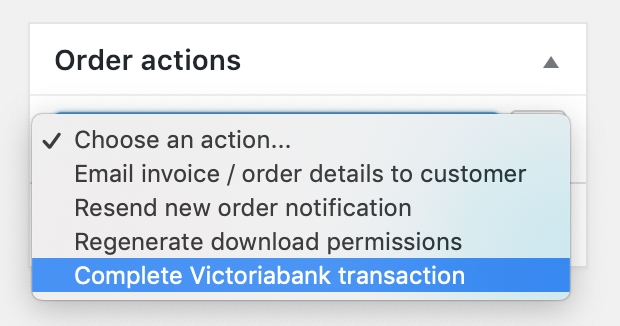 Order actions
Choose an action...
Email invoice / order details to customer
Resend new order notification
Regenerate download permissions
Complete Victoriabank transaction